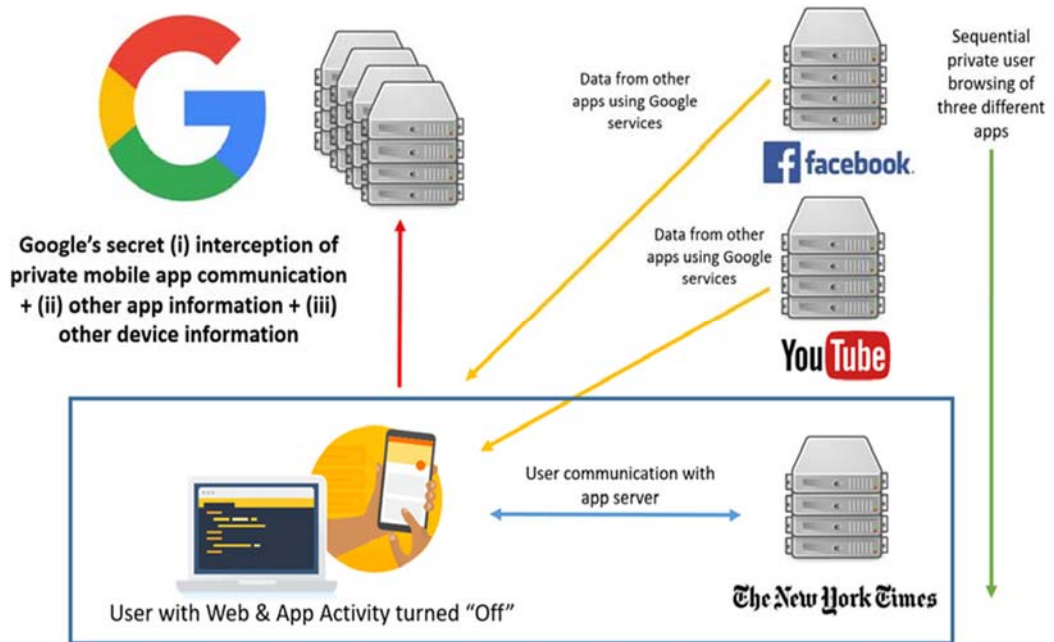 Sequential
private user
browsing of
three different
apps
Data from other
apps using Google
services
facebook.
Google's secret (i) interception of
private mobile app communication
+ (ii) other app information + (iii)
other device information
Data from other
apps using Google
services
YouTube
User communication with
app server
User with Web & App Activity turned “Off”
The New York Times